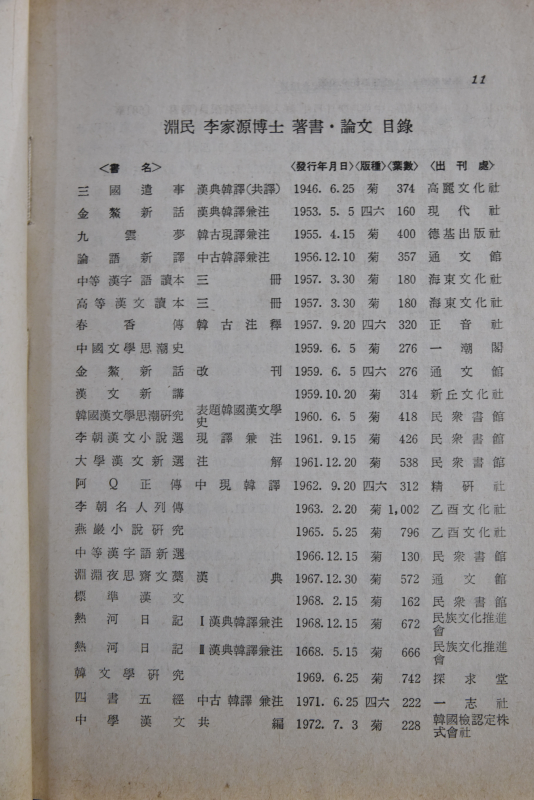 11
淵民 李家源博士 著書・論文 目錄
<書 名> <發行年月日> <版種> <葉數> <出刊處>
三國遺事 漢典韓譯(共譯) 1946. 6.25 菊 374 高麗文化社
金鰲新話 漢典韓譯兼注 1953. 5. 5 四六 160 現代社
九雲夢 韓古現譯兼注 1955. 4.15 菊 400 德基出版社
論語新譯 中古韓譯兼注 1956.12.10 菊 357 通文館
中等漢字語讀本 三冊 1957. 3.30 菊 180 海東文化社
高等漢文讀本 三冊 1957. 3.30 菊 180 海東文化社
春香傳 韓古注釋 1957. 9.20 四六 320 正音社
中國文學思潮史 1959. 6. 5 菊 276 一潮閣
金鰲新話 改刊 1959. 6. 5 四六 276 通文館
漢文新講 1959.10.20 菊 314 新丘文化社
韓國漢文學思潮硏究 表題韓國漢文學史 1960. 6. 5 菊 418 民衆書館
李朝漢文小說選 現譯兼注 1961. 9.15 菊 426 民衆書館
大學漢文新選 注解 1961.12.20 菊 538 民衆書館
阿Q正傳 中現韓譯 1962. 9.20 四六 312 精硏社
李朝名人列傳 1963. 2.20 菊 1,002 乙酉文化社
燕巖小說硏究 1965. 5.25 菊 796 乙酉文化社
中等漢字語新選 1966.12.15 菊 130 民衆書館
淵淵夜思齋文藁 漢典 1967.12.30 菊 572 通文館
標準漢文 1968. 2.15 菊 162 民衆書館
熱河日記 Ⅰ漢典韓譯兼注 1968.12.15 菊 672 民族文化推進會
熱河日記 Ⅱ漢典韓譯兼注 1668. 5.15 菊 666 民族文化推進會
韓文學硏究 1969. 6.25 菊 742 探求堂
四書五經 中古韓譯兼注 1971. 6.25 四六 222 一志社
中學漢文 共編 1972. 7. 3 菊 228 韓國檢認定株式會社